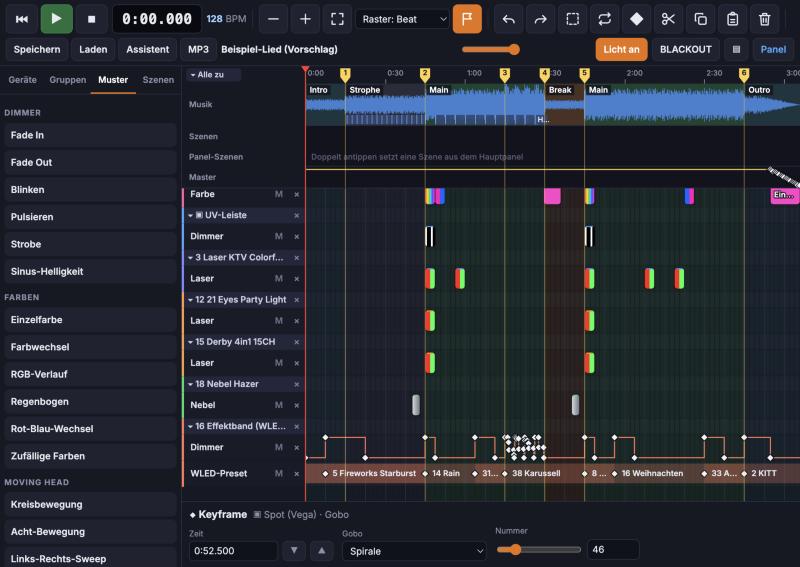 0:00.000
128 BPM
Raster: Beat
Speichern
Laden
Assistent
MP3
Beispiel-Lied (Vorschlag)
Licht an
BLACKOUT
Panel
Geräte
Gruppen
Muster
Szenen
DIMMER
Fade In
Fade Out
Blinken
Pulsieren
Strobe
Sinus-Helligkeit
FARBEN
Einzelfarbe
Farbwechsel
RGB-Verlauf
Regenbogen
Rot-Blau-Wechsel
Zufällige Farben
MOVING HEAD
Kreisbewegung
Acht-Bewegung
Links-Rechts-Sweep
Alle zu
0:00 1 0:30 2 1:00 3 4 :30 5 2:00 2:30 6 3:00
Musik
Intro Strophe Main Break Main Outro
H...
Szenen
Panel-Szenen
Doppelt antippen setzt eine Szene aus dem Hauptpanel
Master
Farbe M ×
Ein...
UV-Leiste ×
Dimmer M ×
3 Laser KTV Colorf... ×
Laser M ×
12 21 Eyes Party Light ×
Laser M ×
15 Derby 4in1 15CH ×
Laser M ×
18 Nebel Hazer ×
Nebel M ×
16 Effektband (WLE... ×
Dimmer M ×
WLED-Preset M ×
5 Fireworks Starburst 14 Rain 31... 38 Karussell 8 ... 16 Weihnachten 33 A... 2 KITT
Keyframe Spot (Vega) · Gobo
Zeit
0:52.500
Gobo
Spirale
Nummer
46